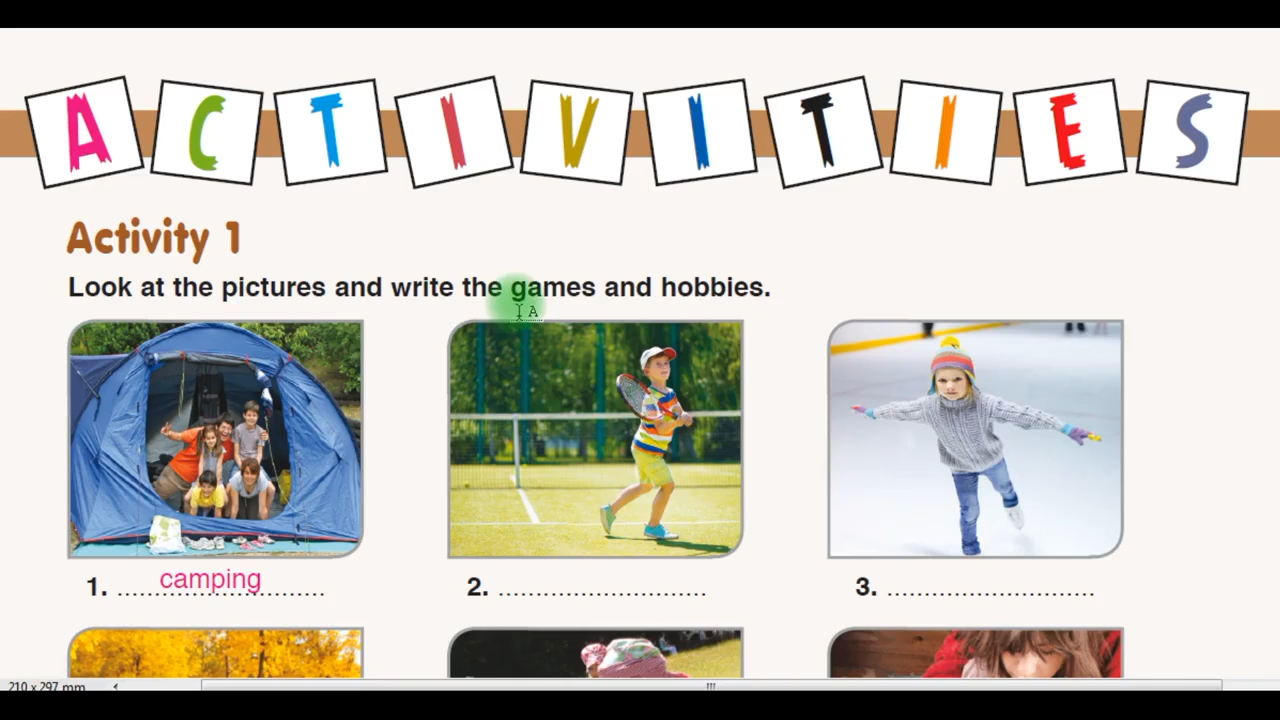 ACTIVITIES
Activity 1
Look at the pictures and write the games and hobbies.
1. camping
2. ..........................
3. ..........................
210 x 297 mm